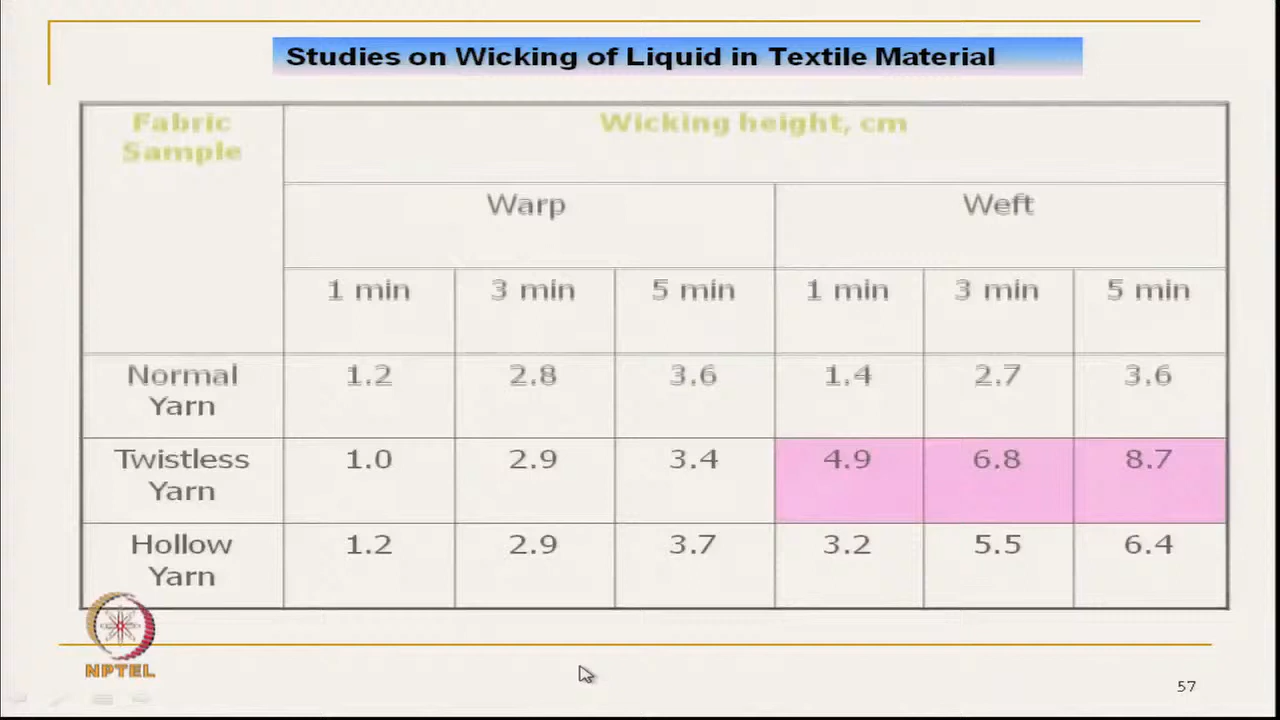 Studies on Wicking of Liquid in Textile Material
Fabric
Sample
Wicking height, cm
Warp
Weft
1 min
3 min
5 min
1 min
3 min
5 min
Normal
Yarn
1.2
2.8
3.6
1.4
2.7
3.6
Twistless
Yarn
1.0
2.9
3.4
4.9
6.8
8.7
Hollow
Yarn
1.2
2.9
3.7
3.2
5.5
6.4
NPTEL
57